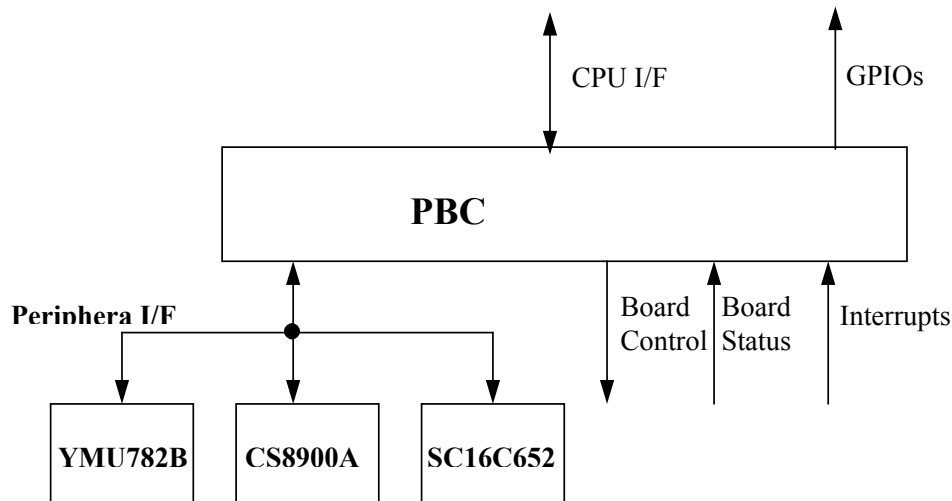 CPU I/F
GPIOs
PBC
Periphera I/F
Board
Control
Board
Status
Interrupts
YMU782B
CS8900A
SC16C652